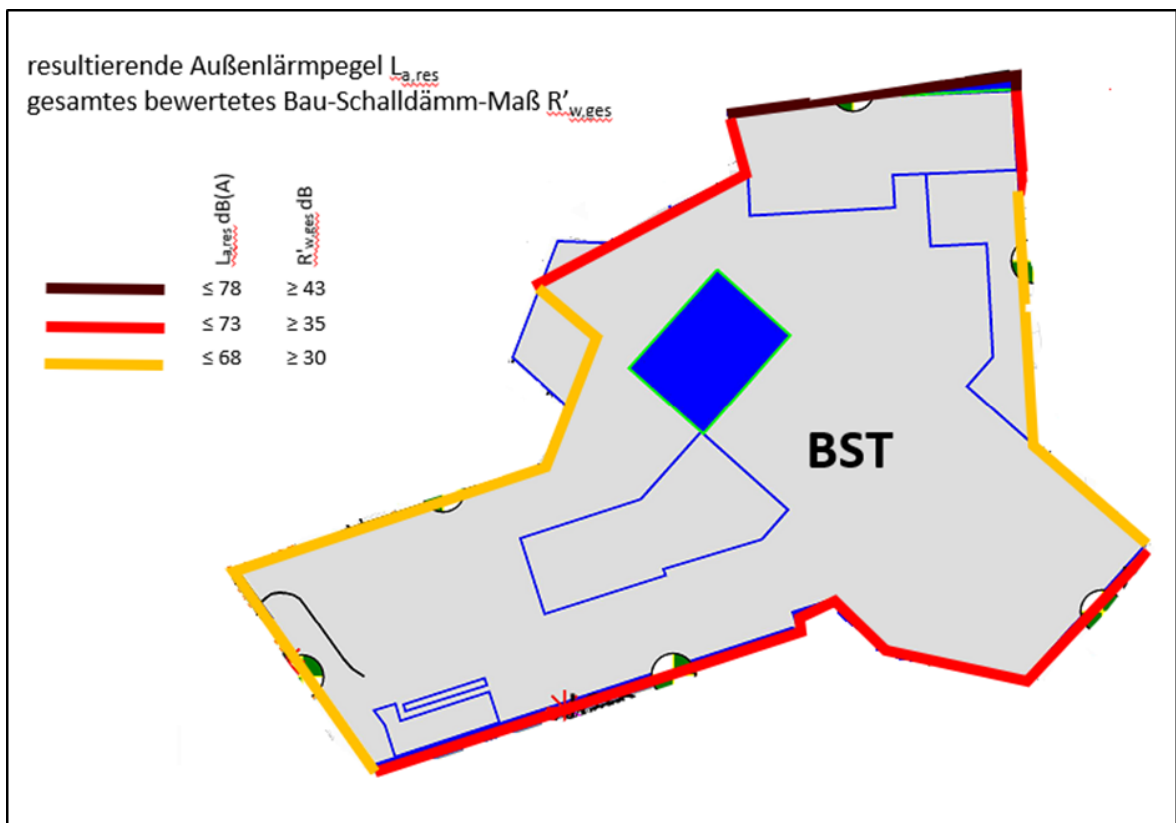 resultierende Außenlärmpegel La,res
gesamtes bewertetes Bau-Schalldämm-Maß R’w,ges
La,res dB(A) R'w,ges dB
≤ 78 ≥ 43
≤ 73 ≥ 35
≤ 68 ≥ 30
BST